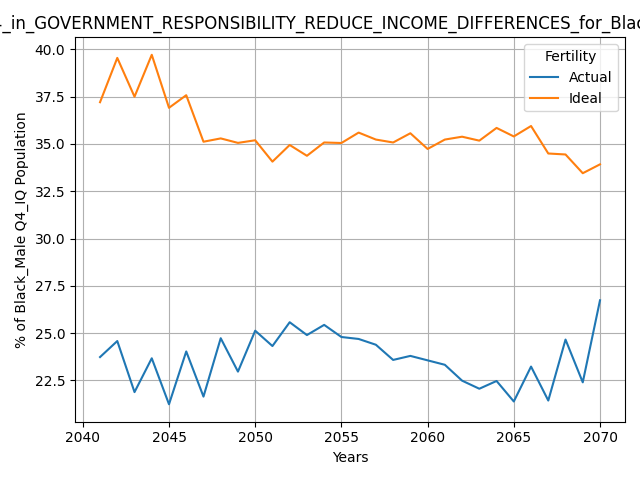 _in_GOVERNMENT_RESPONSIBILITY_REDUCE_INCOME_DIFFERENCES_for_Blac
Fertility
Actual
Ideal
% of Black_Male Q4_IQ Population
40.0
37.5
35.0
32.5
30.0
27.5
25.0
22.5
2040 2045 2050 2055 2060 2065 2070
Years